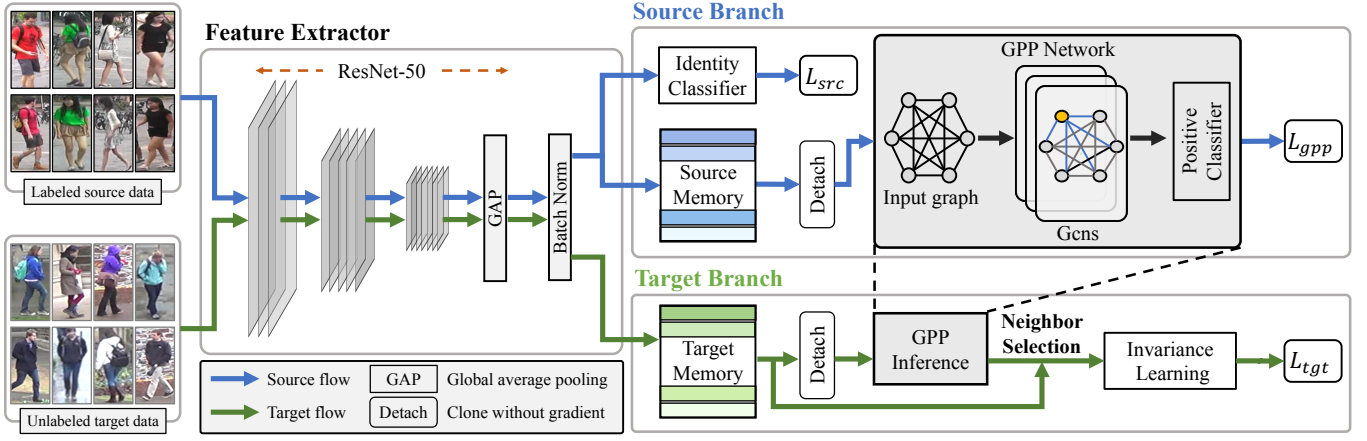 Source Branch
Feature Extractor
ResNet-50
GAP
Batch Norm
Labeled source data
Unlabeled target data
Identity
Classifier
L_src
Source
Memory
Detach
GPP Network
Input graph
Gcns
Positive
Classifier
L_gpp
Target Branch
Target
Memory
Detach
GPP
Inference
Neighbor
Selection
Invariance
Learning
L_tgt
Source flow
GAP
Global average pooling
Target flow
Detach
Clone without gradient